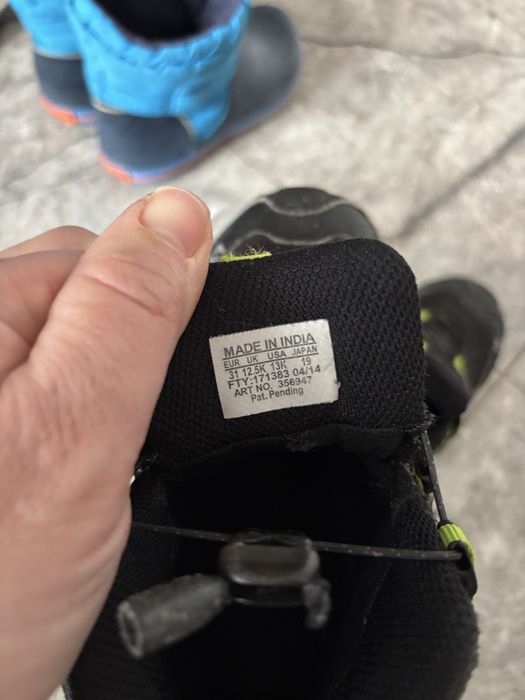 MADE IN INDIA
EUR UK USA JAPAN
31 12.5K 13K 19
FTY:171383 04/14
ART NO. 356947
Pat. Pending